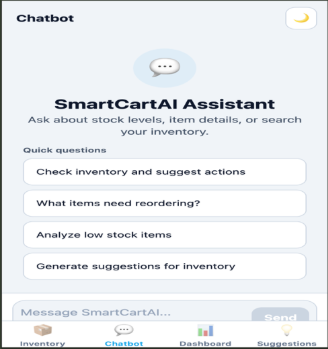 Chatbot
SmartCartAI Assistant
Ask about stock levels, item details, or search
your inventory.
Quick questions
Check inventory and suggest actions
What items need reordering?
Analyze low stock items
Generate suggestions for inventory
Message SmartCartAI...
Send
Inventory Chatbot Dashboard Suggestions